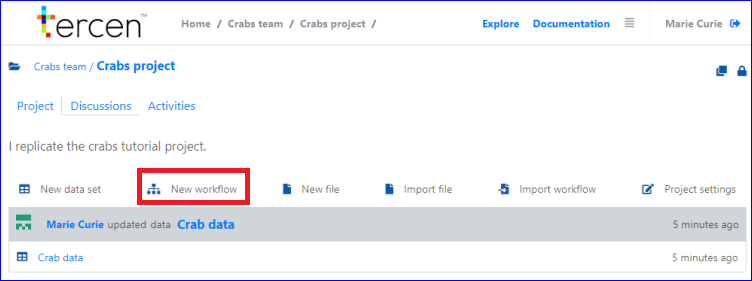 tercen™ Home / Crabs team / Crabs project / Explore Documentation Marie Curie
Crabs team / Crabs project
Project Discussions Activities
I replicate the crabs tutorial project.
New data set New workflow New file Import file Import workflow Project settings
Marie Curie updated data Crab data 5 minutes ago
Crab data 5 minutes ago